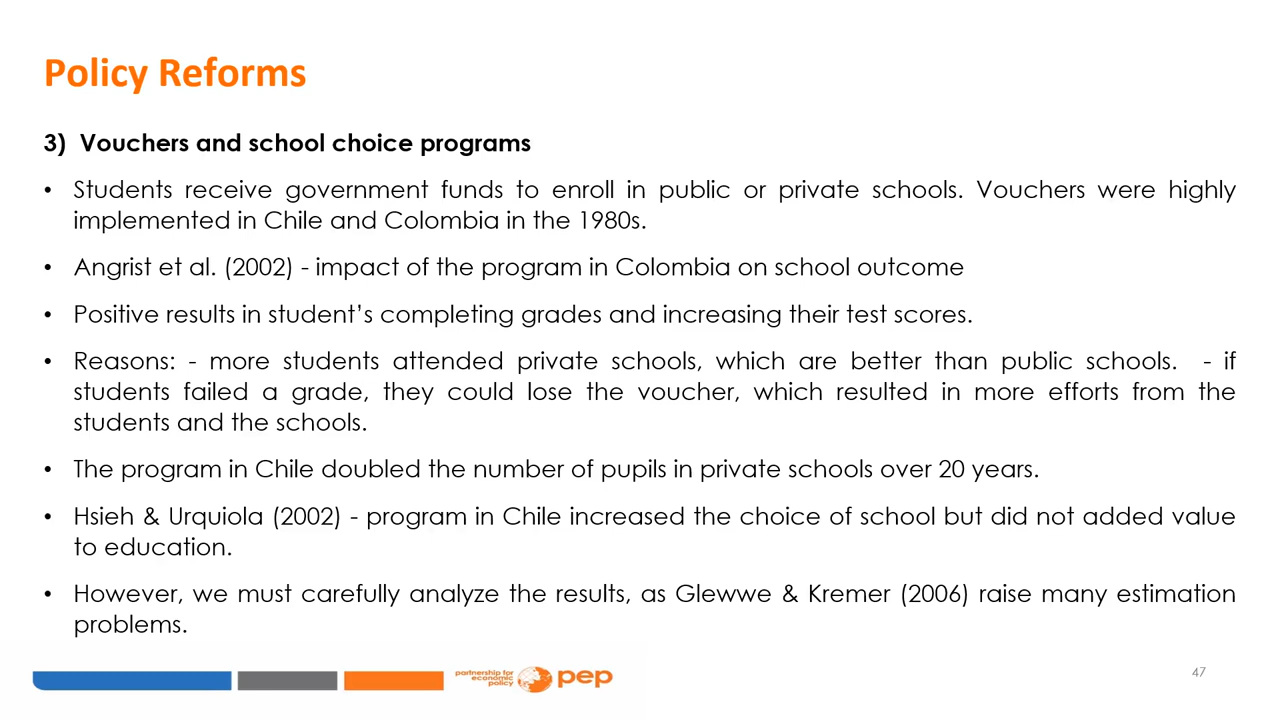 Policy Reforms
3) Vouchers and school choice programs
• Students receive government funds to enroll in public or private schools. Vouchers were highly
implemented in Chile and Colombia in the 1980s.
• Angrist et al. (2002) - impact of the program in Colombia on school outcome
• Positive results in student’s completing grades and increasing their test scores.
• Reasons: - more students attended private schools, which are better than public schools. - if
students failed a grade, they could lose the voucher, which resulted in more efforts from the
students and the schools.
• The program in Chile doubled the number of pupils in private schools over 20 years.
• Hsieh & Urquiola (2002) - program in Chile increased the choice of school but did not added value
to education.
• However, we must carefully analyze the results, as Glewwe & Kremer (2006) raise many estimation
problems.
partnership for
economic
policy
pep
47